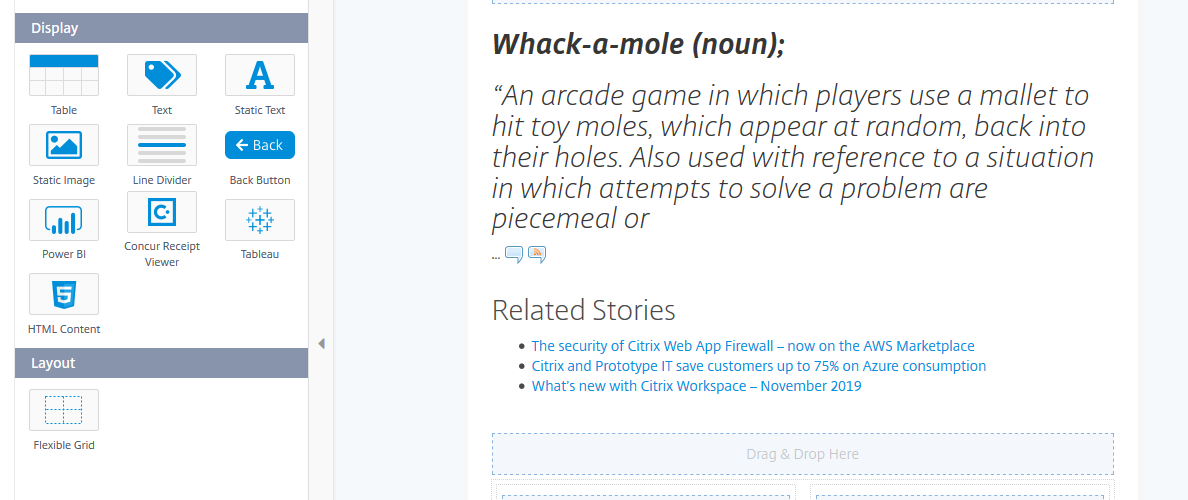 Display
Table
Text
Static Text
Static Image
Line Divider
Back
Back Button
Power BI
Concur Receipt
Viewer
Tableau
HTML Content
Layout
Flexible Grid
Whack-a-mole (noun);
“An arcade game in which players use a mallet to
hit toy moles, which appear at random, back into
their holes. Also used with reference to a situation
in which attempts to solve a problem are
piecemeal or
...
Related Stories
The security of Citrix Web App Firewall – now on the AWS Marketplace
Citrix and Prototype IT save customers up to 75% on Azure consumption
What's new with Citrix Workspace – November 2019
Drag & Drop Here